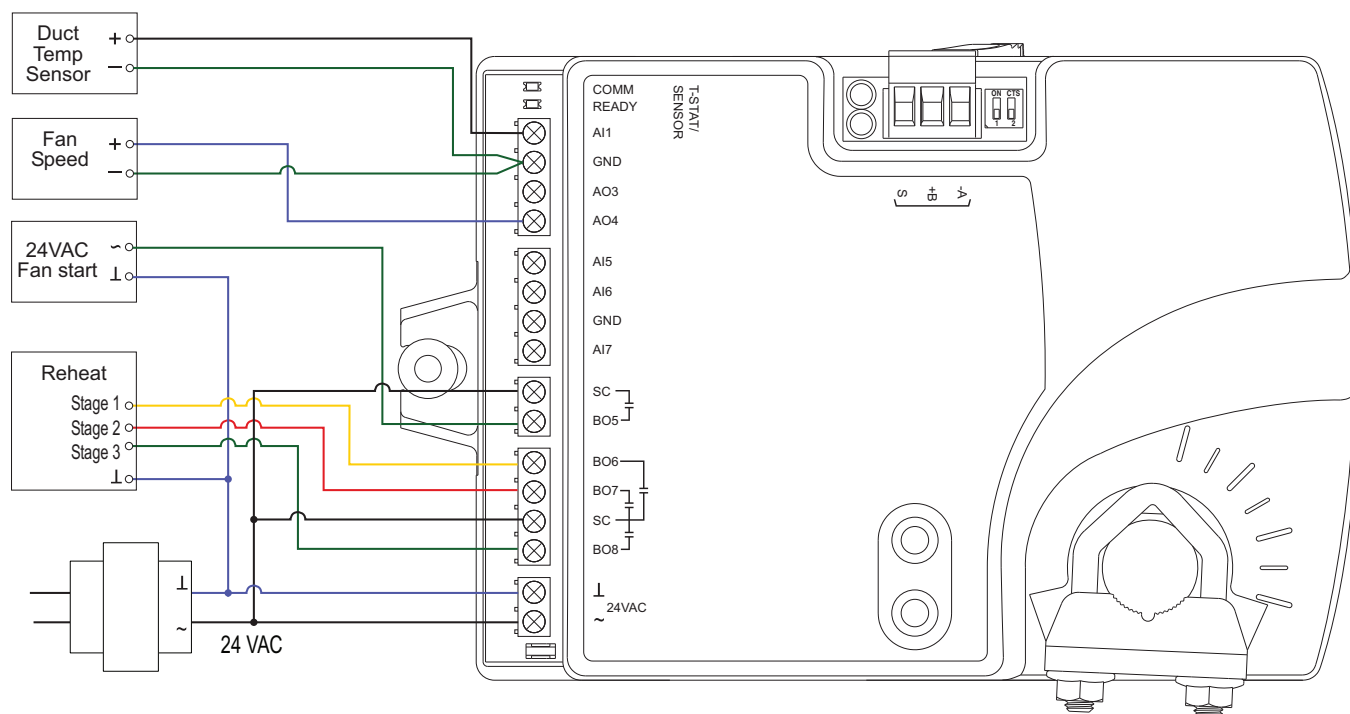 Duct
Temp
Sensor
+
−
Fan
Speed
+
−
24VAC
Fan start
~
⊥
Reheat
Stage 1
Stage 2
Stage 3
⊥
⊥
~
24 VAC
COMM
READY
T-STAT/
SENSOR
AI1
GND
AO3
AO4
AI5
AI6
GND
AI7
SC
BO5
BO6
BO7
SC
BO8
⊥
24VAC
~
ON CTS
1 2
S +B -A